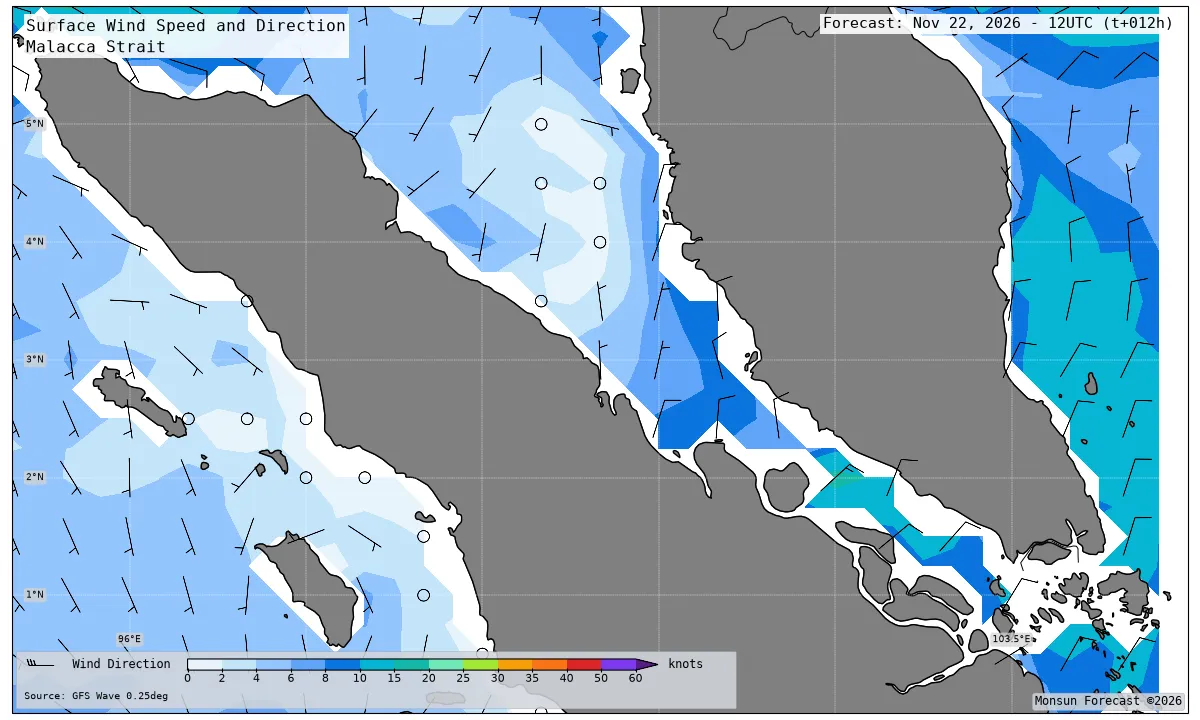 Surface Wind Speed and Direction
Malacca Strait
Forecast: Nov 22, 2026 - 12UTC (t+012h)
5°N
4°N
3°N
2°N
1°N
96°E
103.5°E
Wind Direction
knots
0 2 4 6 8 10 15 20 25 30 35 40 50 60
Source: GFS Wave 0.25deg
Monsun Forecast ©2026